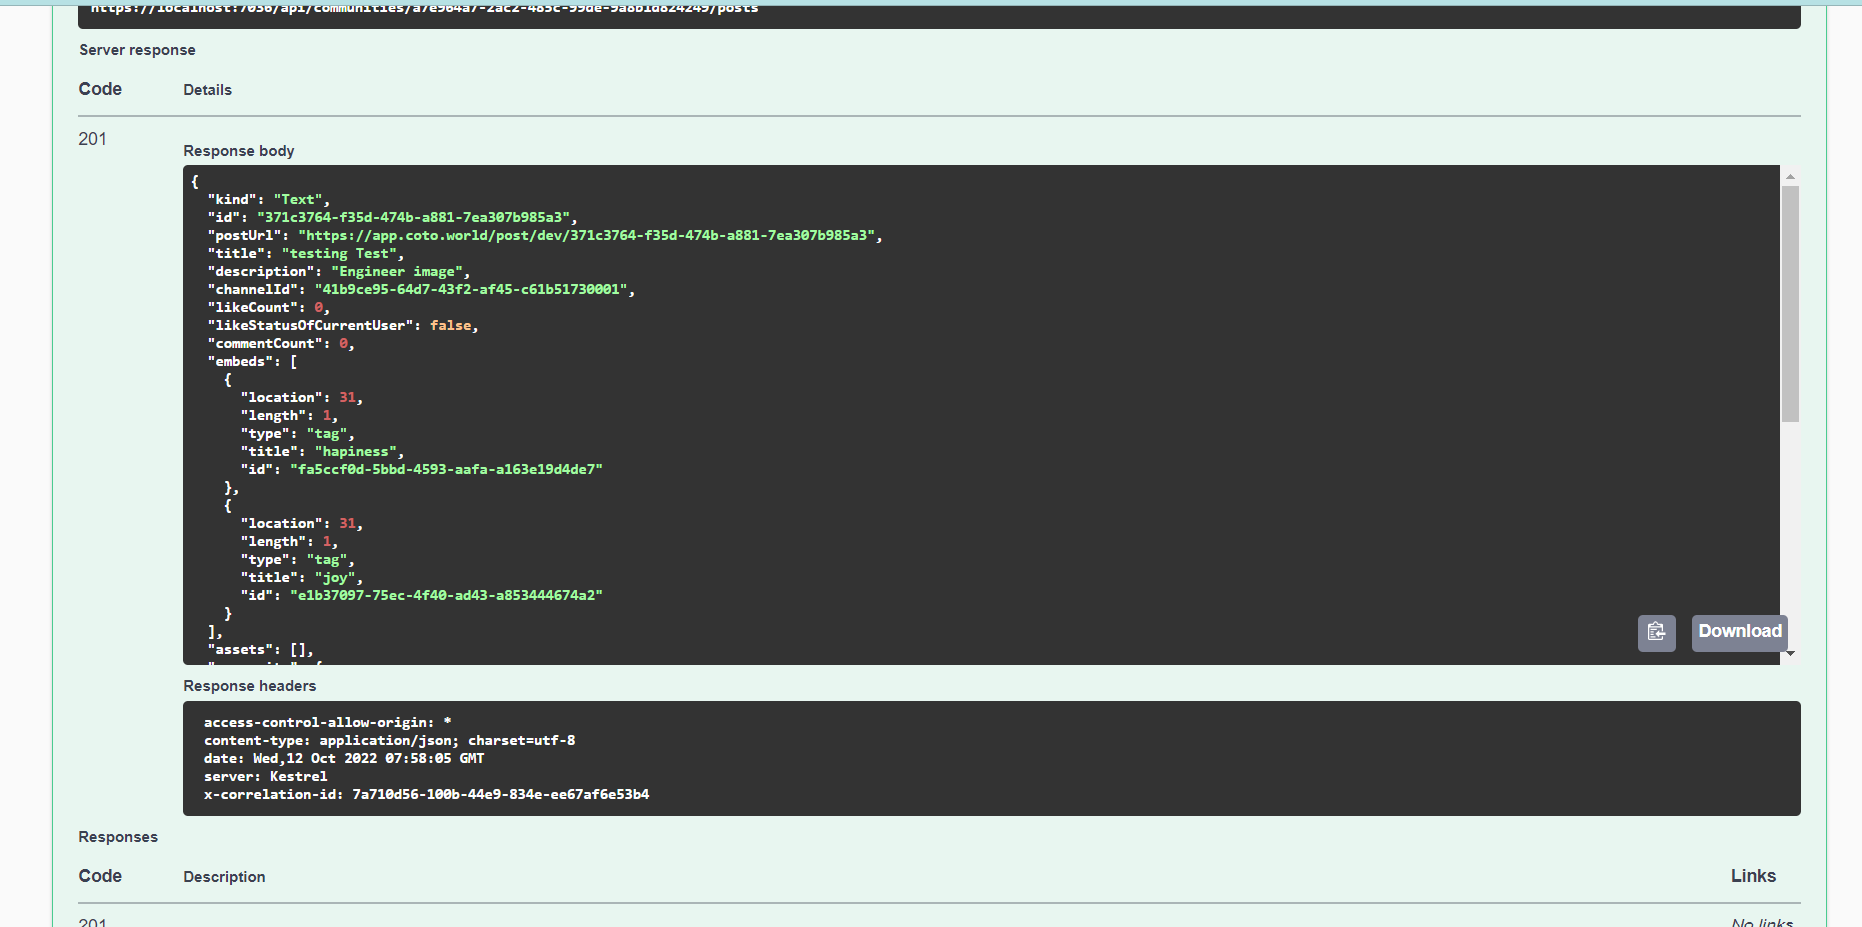 https://localhost:7056/api/communities/a7e904a7-2ac2-485c-99de-9a8b1d824249/posts
Server response
Code Details
201
Response body
{
"kind": "Text",
"id": "371c3764-f35d-474b-a881-7ea307b985a3",
"postUrl": "https://app.coto.world/post/dev/371c3764-f35d-474b-a881-7ea307b985a3",
"title": "testing Test",
"description": "Engineer image",
"channelId": "41b9ce95-64d7-43f2-af45-c61b51730001",
"likeCount": 0,
"likeStatusOfCurrentUser": false,
"commentCount": 0,
"embeds": [
{
"location": 31,
"length": 1,
"type": "tag",
"title": "hapiness",
"id": "fa5ccf0d-5bbd-4593-aafa-a163e19d4de7"
},
{
"location": 31,
"length": 1,
"type": "tag",
"title": "joy",
"id": "e1b37097-75ec-4f40-ad43-a853444674a2"
}
],
"assets": [],
Download
Response headers
access-control-allow-origin: *
content-type: application/json; charset=utf-8
date: Wed,12 Oct 2022 07:58:05 GMT
server: Kestrel
x-correlation-id: 7a710d56-100b-44e9-834e-ee67af6e53b4
Responses
Code Description Links
201 No links